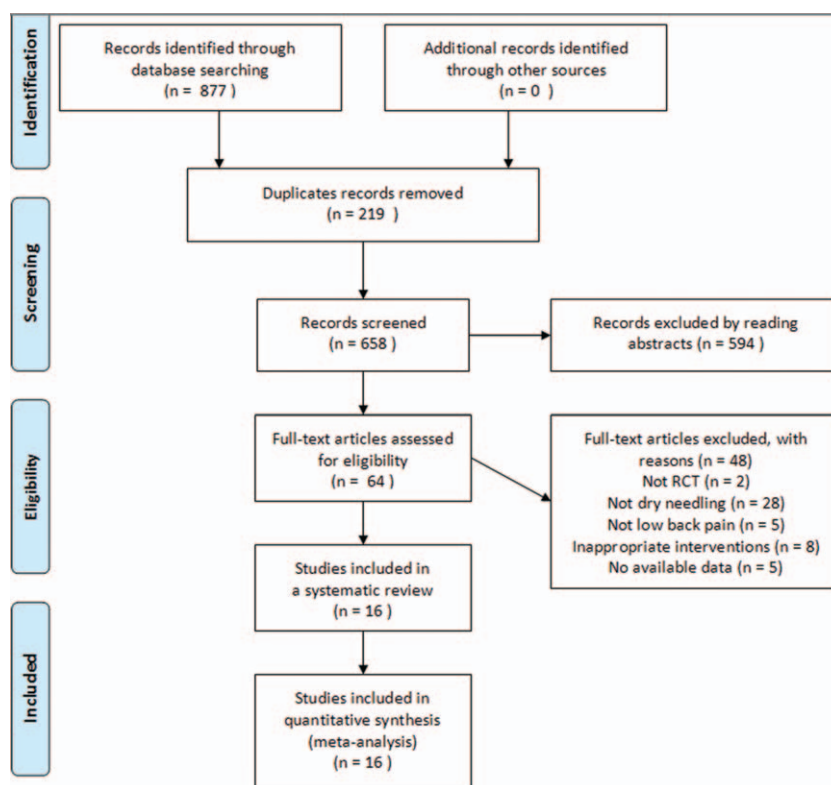 Identification
Records identified through
database searching
(n =  877 )
Additional records identified
through other sources
(n = 0 )
Duplicates records removed
(n = 219  )
Screening
Records screened
(n = 658 )
Records excluded by reading
abstracts (n = 594 )
Eligibility
Full-text articles assessed
for eligibility
(n =  64 )
Full-text articles excluded, with
reasons (n = 48)
Not RCT (n = 2)
Not dry needling (n = 28)
Not low back pain (n = 5)
Inappropriate interventions (n = 8)
No available data (n = 5)
Studies included in
a systematic review
(n = 16 )
Included
Studies included in
quantitative synthesis
(meta-analysis)
(n = 16 )